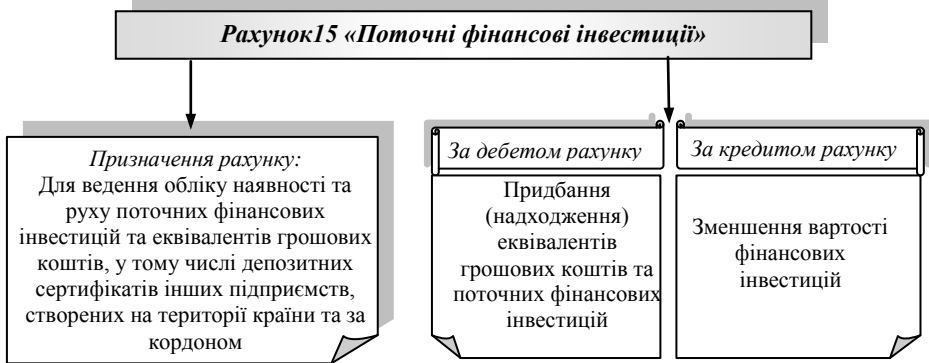 Рахунок15 «Поточні фінансові інвестиції»
Призначення рахунку:
Для ведення обліку наявності та
руху поточних фінансових
інвестицій та еквівалентів грошових
коштів, у тому числі депозитних
сертифікатів інших підприємств,
створених на території країни та за
кордоном
За дебетом рахунку
Придбання
(надходження)
еквівалентів
грошових коштів та
поточних фінансових
інвестицій
За кредитом рахунку
Зменшення вартості
фінансових
інвестицій